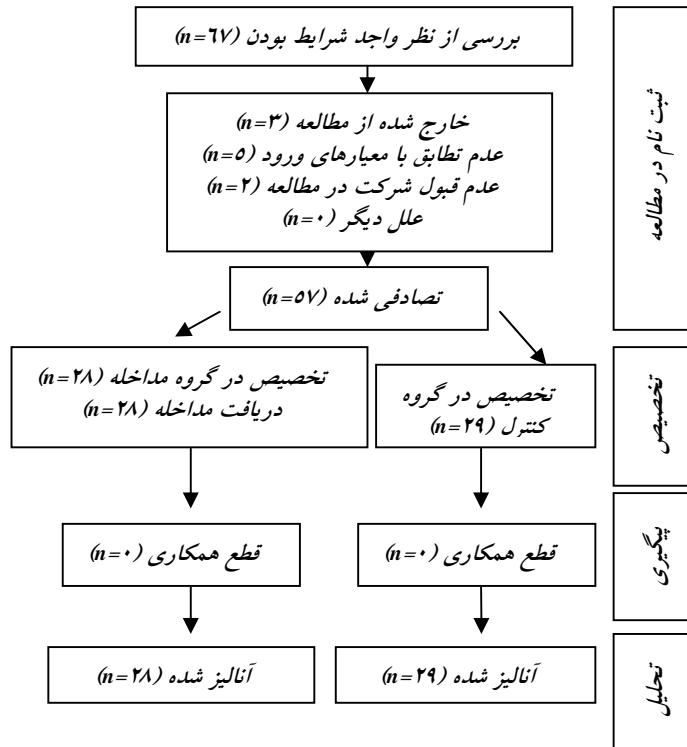 بررسی از نظر واجد شرایط بودن (n=۶۷)
خارج شده از مطالعه (n=۳)
عدم تطابق با معیارهای ورود (n=۵)
عدم قبول شرکت در مطالعه (n=۲)
علل دیگر (n=۰)
تصادفی شده (n=۵۷)
ثبت نام در مطالعه
تخصیص در گروه مداخله (n=۲۸)
دریافت مداخله (n=۲۸)
تخصیص در گروه
کنترل (n=۲۹)
تخصیص
قطع همکاری (n=۰)
قطع همکاری (n=۰)
پیگیری
آنالیز شده (n=۲۸)
آنالیز شده (n=۲۹)
تحلیل